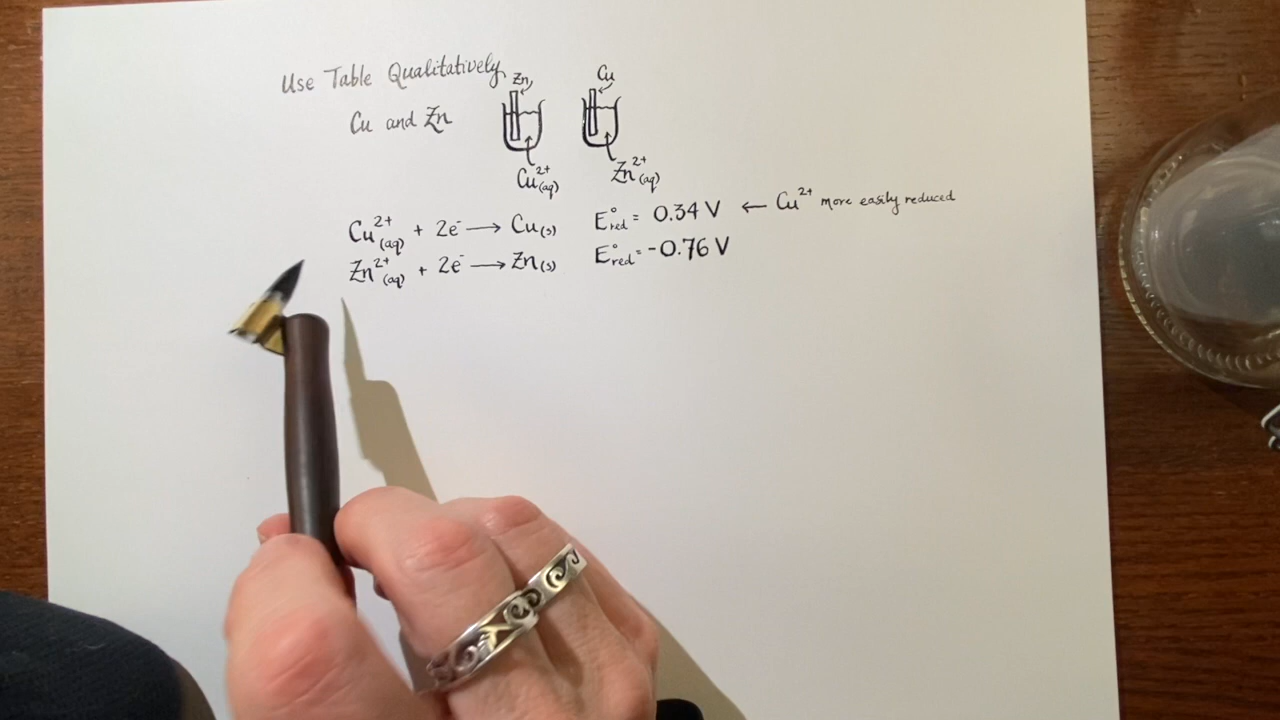 Use Table Qualitatively
Cu and Zn
Zn
Cu
Cu²⁺(aq)
Zn²⁺(aq)
Cu²⁺(aq) + 2e⁻ → Cu(s) E°red = 0.34 V ← Cu²⁺ more easily reduced
Zn²⁺(aq) + 2e⁻ → Zn(s) E°red = -0.76 V